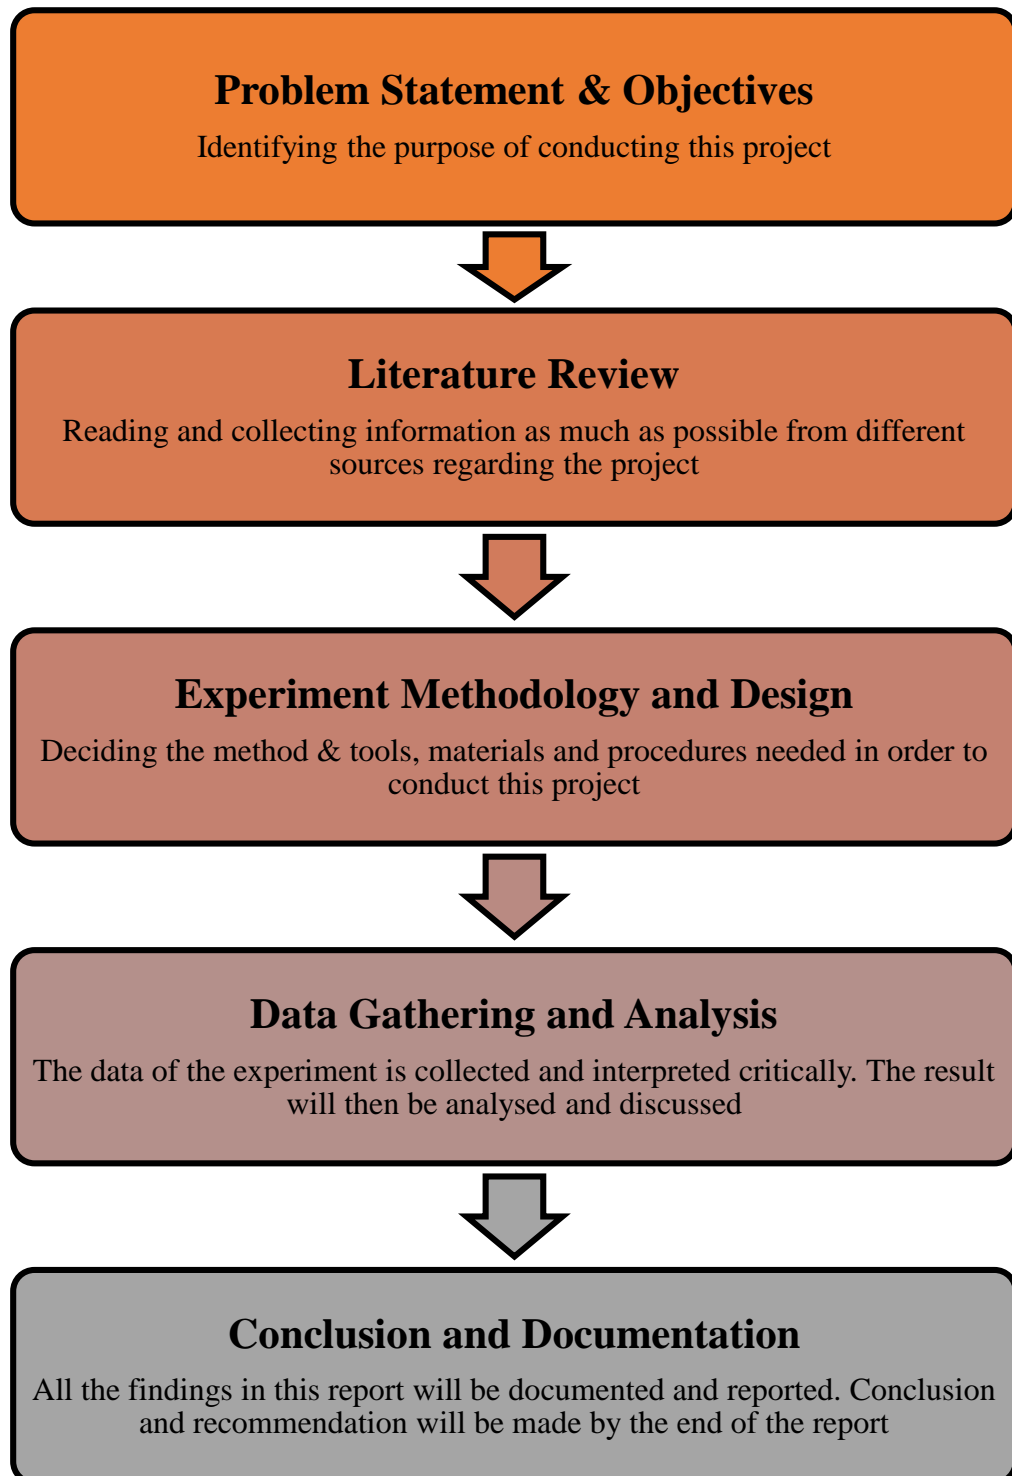 Problem Statement & Objectives
Identifying the purpose of conducting this project
Literature Review
Reading and collecting information as much as possible from different
sources regarding the project
Experiment Methodology and Design
Deciding the method & tools, materials and procedures needed in order to
conduct this project
Data Gathering and Analysis
The data of the experiment is collected and interpreted critically. The result
will then be analysed and discussed
Conclusion and Documentation
All the findings in this report will be documented and reported. Conclusion
and recommendation will be made by the end of the report